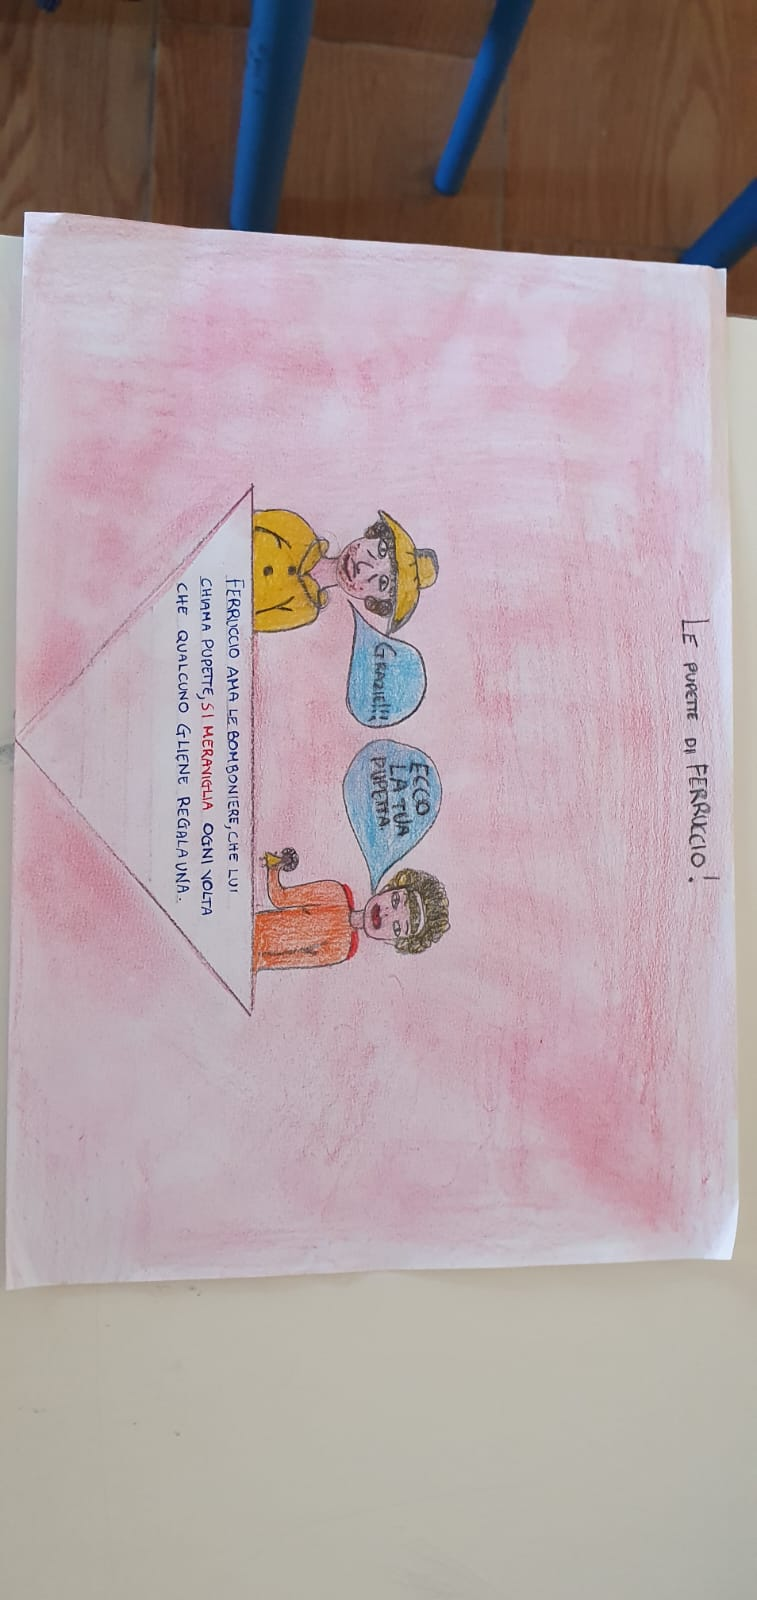 LE PUPETTE DI FERRUCCIO!
GRAZIE!!!
ECCO
LA TUA
PUPETTA
FERRUCCIO AMA LE BOMBONIERE, CHE LUI
CHIAMA PUPETTE, SI MERAVIGLIA OGNI VOLTA
CHE QUALCUNO GLIENE REGALA UNA.